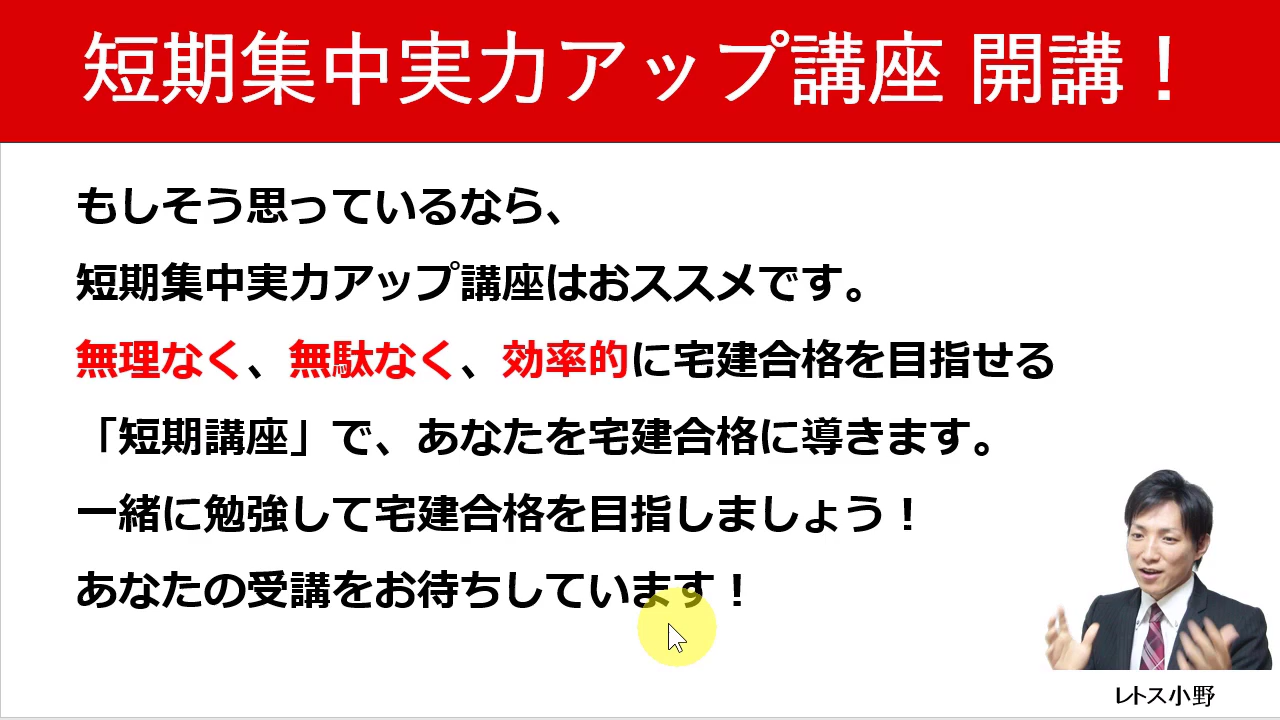 短期集中実力アップ講座 開講！
もしそう思っているなら、
短期集中実力アップ講座はおススメです。
無理なく、無駄なく、効率的に宅建合格を目指せる
「短期講座」で、あなたを宅建合格に導きます。
一緒に勉強して宅建合格を目指しましょう！
あなたの受講をお待ちしています！
レトス小野